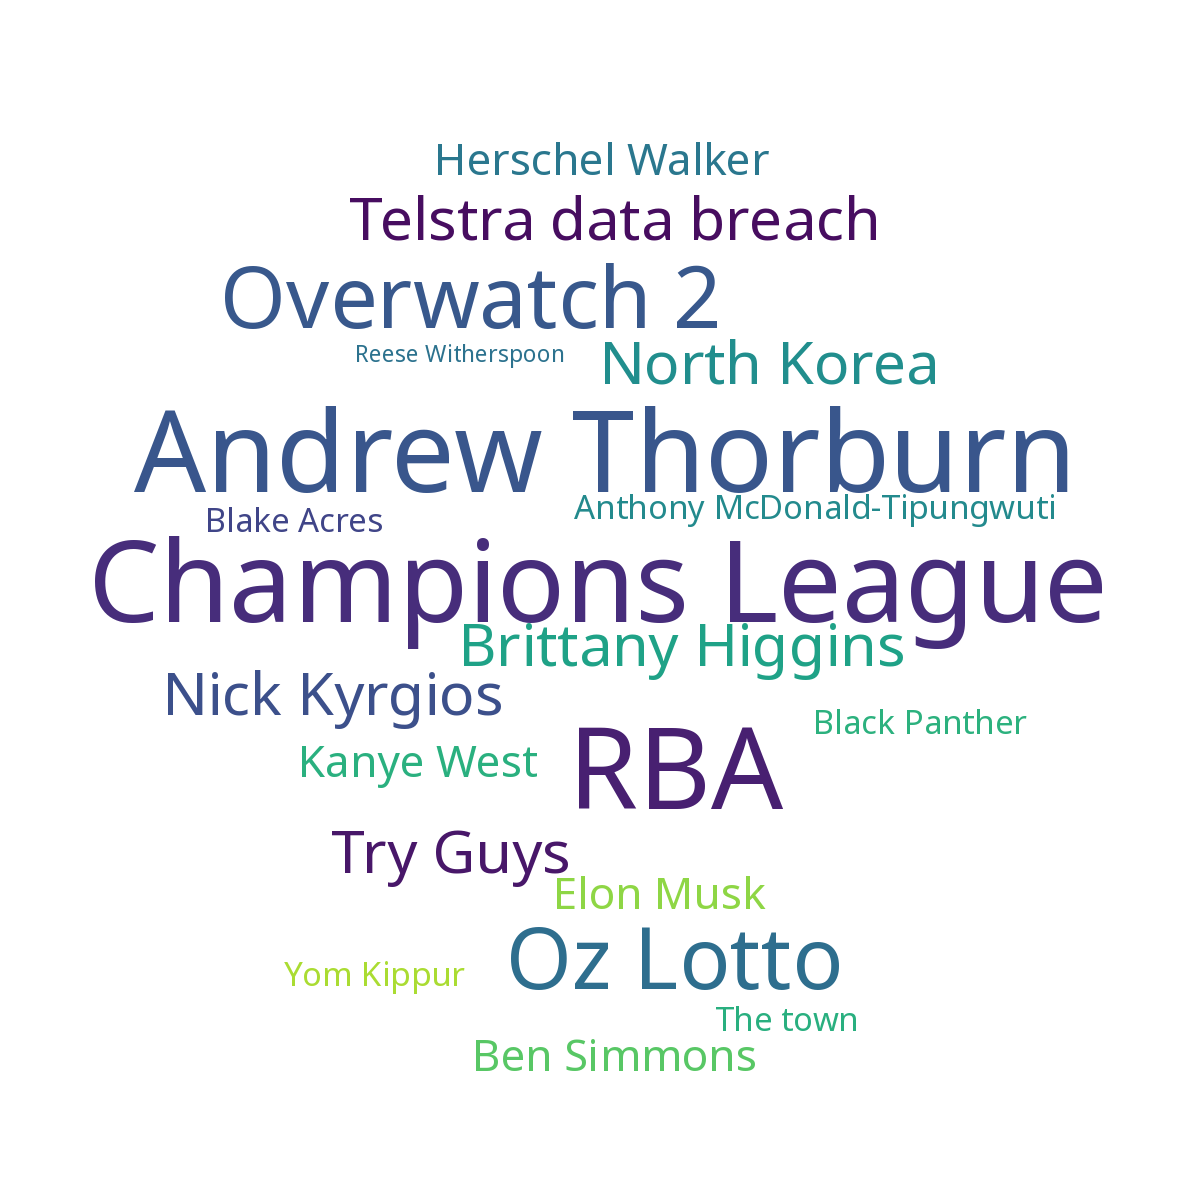 Herschel Walker
Telstra data breach
Overwatch 2
Reese Witherspoon
North Korea
Andrew Thorburn
Anthony McDonald-Tipungwuti
Blake Acres
Champions League
Brittany Higgins
Nick Kyrgios
Black Panther
Kanye West
RBA
Try Guys
Elon Musk
Oz Lotto
Yom Kippur
The town
Ben Simmons